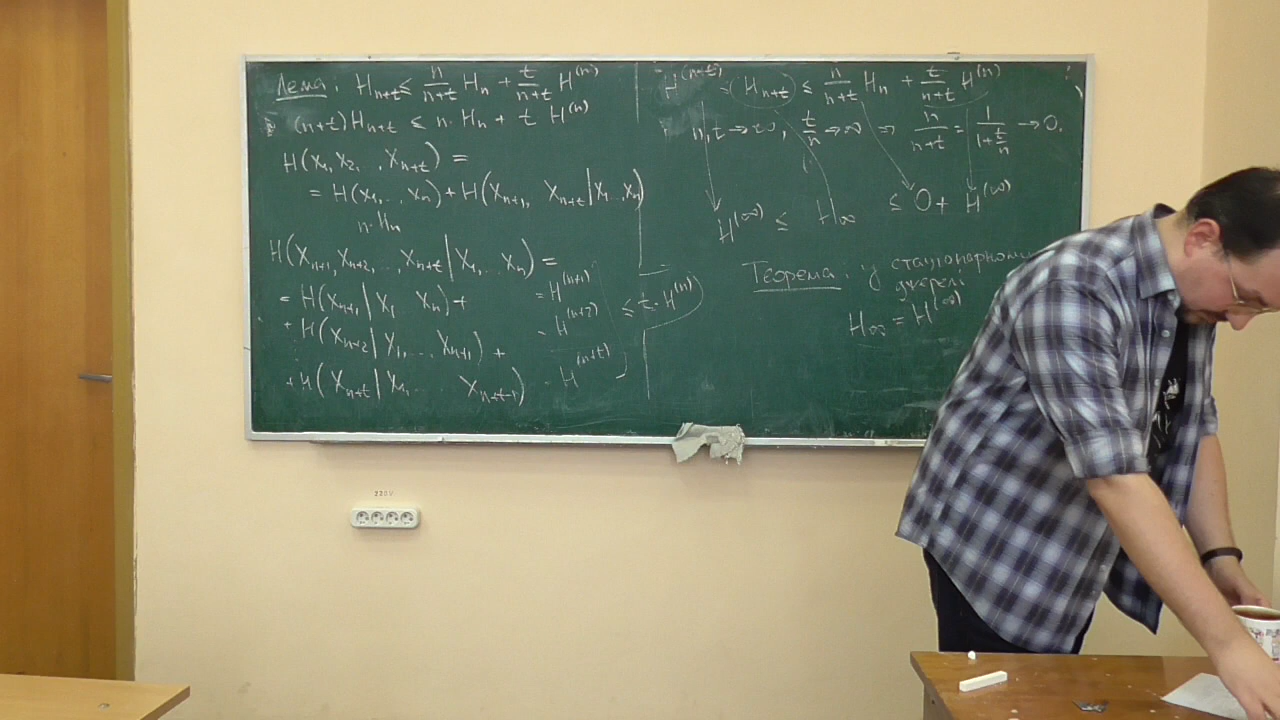 Лема: H_{n+t} ≤ n/(n+t) H_n + t/(n+t) H^{(n)}
(n+t) H_{n+t} ≤ n · H_n + t H^{(n)}
H(X_1, X_2, .., X_{n+t}) =
= H(X_1, .. X_n) + H(X_{n+1}, X_{n+t} | X_1 .. X_n)
n · H_n
H(X_{n+1}, X_{n+2}, ..., X_{n+t} | X_1, ... X_n) =
= H(X_{n+1} | X_1 X_n) + = H^{(n+1)}
+ H(X_{n+2} | X_1, ... X_{n+1}) + = H^{(n+2)} ≤ t · H^{(n)}
+ H(X_{n+t} | X_1, ... X_{n+t-1}) = H^{(n+t)}
H^{(n+t)} ≤ H_{n+t} ≤ n/(n+t) H_n + t/(n+t) H^{(n)}
n, t → ∞, t/n → ∞ ⇒ n/(n+t) = 1/(1+t/n) → 0.
H^{(∞)} ≤ H_∞ ≤ 0 + H^{(∞)}
Теорема. У стаціонарному
джерелі
H_∞ = H^{(∞)}
220V